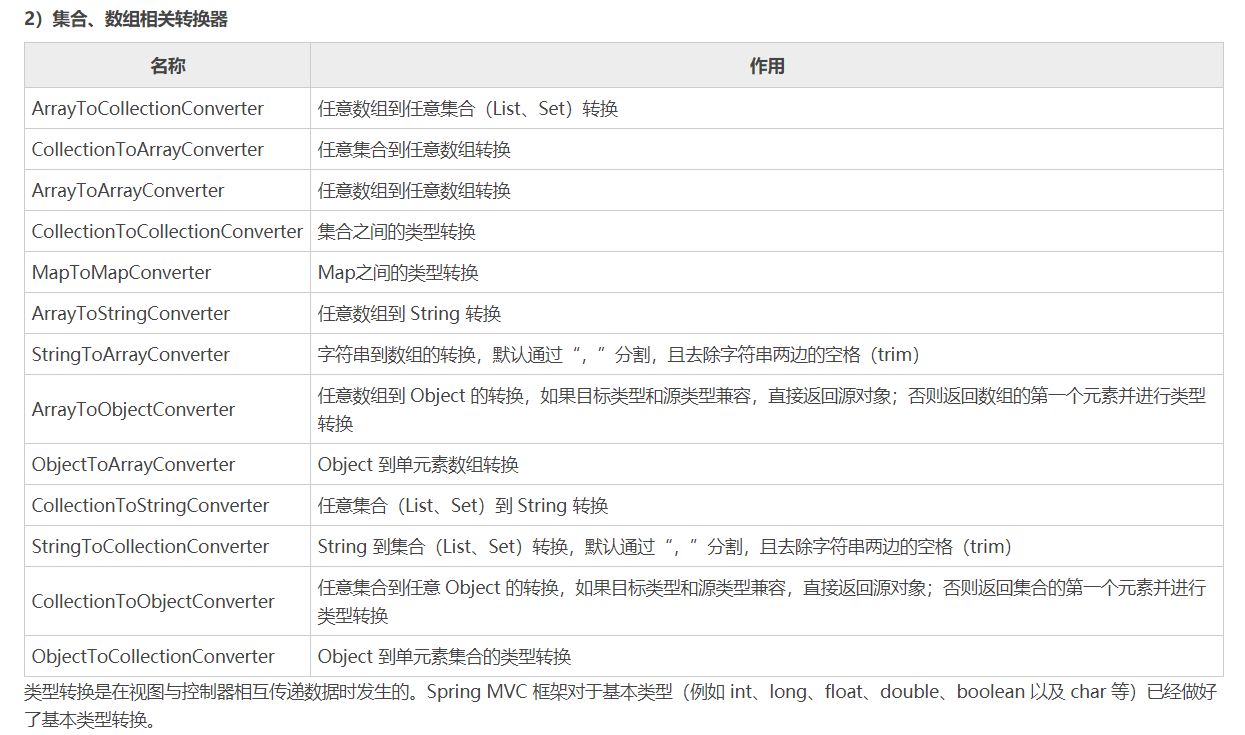 2）集合、数组相关转换器
名称 作用
ArrayToCollectionConverter 任意数组到任意集合（List、Set）转换
CollectionToArrayConverter 任意集合到任意数组转换
ArrayToArrayConverter 任意数组到任意数组转换
CollectionToCollectionConverter 集合之间的类型转换
MapToMapConverter Map之间的类型转换
ArrayToStringConverter 任意数组到 String 转换
StringToArrayConverter 字符串到数组的转换，默认通过“，”分割，且去除字符串两边的空格（trim）
ArrayToObjectConverter 任意数组到 Object 的转换，如果目标类型和源类型兼容，直接返回源对象；否则返回数组的第一个元素并进行类型
转换
ObjectToArrayConverter Object 到单元素数组转换
CollectionToStringConverter 任意集合（List、Set）到 String 转换
StringToCollectionConverter String 到集合（List、Set）转换，默认通过“，”分割，且去除字符串两边的空格（trim）
CollectionToObjectConverter 任意集合到任意 Object 的转换，如果目标类型和源类型兼容，直接返回源对象；否则返回集合的第一个元素并进行
类型转换
ObjectToCollectionConverter Object 到单元素集合的类型转换
类型转换是在视图与控制器相互传递数据时发生的。Spring MVC 框架对于基本类型（例如 int、long、float、double、boolean 以及 char 等）已经做好
了基本类型转换。